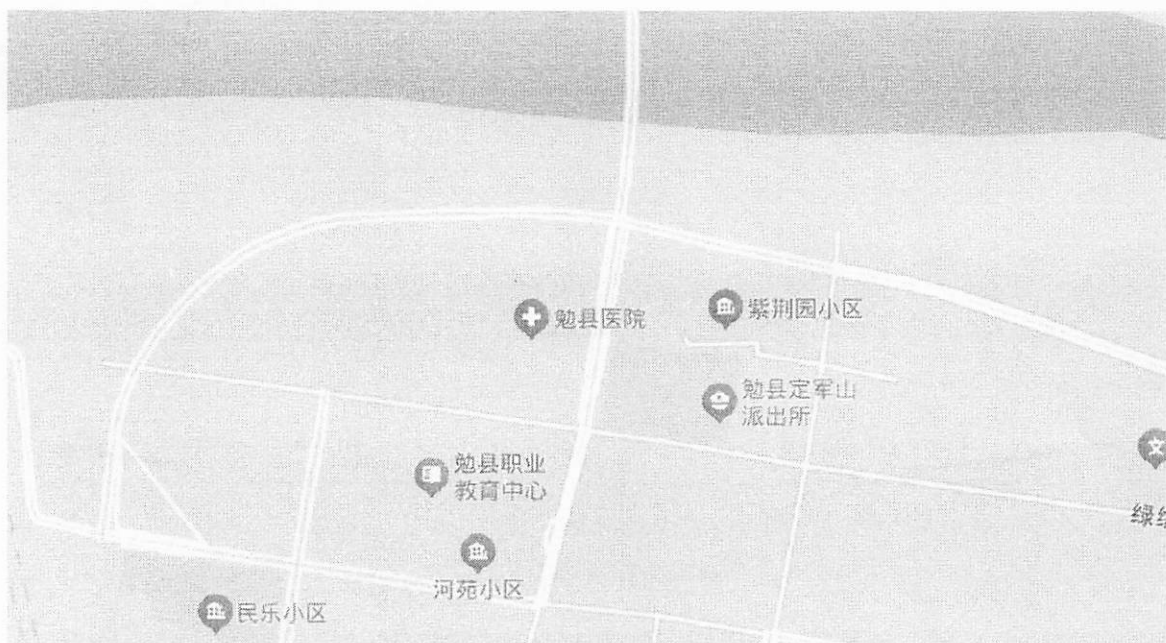 勉县医院
紫荆园小区
勉县定军山
派出所
勉县职业
教育中心
河苑小区
民乐小区